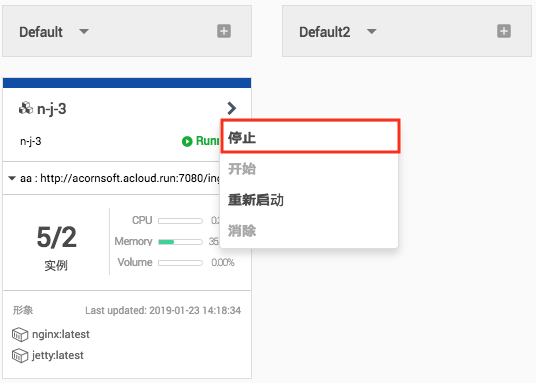 Default
Default2
n-j-3
n-j-3
Runn
停止
开始
重新启动
消除
aa : http://acornsoft.acloud.run:7080/ing
5/2
实例
CPU
0.2
Memory
35.
Volume
0.00%
形象
Last updated: 2019-01-23 14:18:34
nginx:latest
jetty:latest